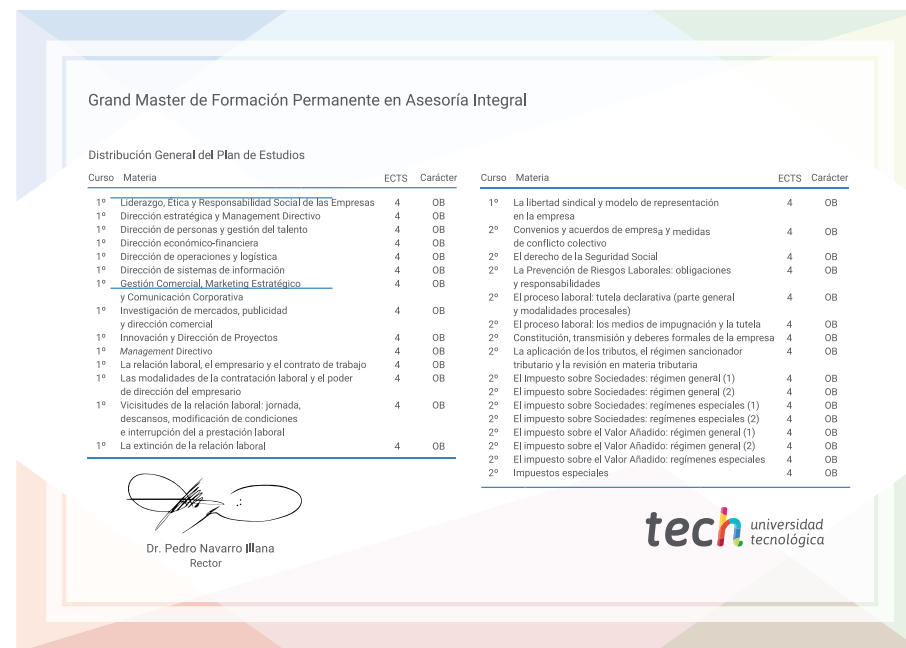 Grand Master de Formación Permanente en Asesoría Integral
Distribución General del Plan de Estudios
Curso Materia ECTS Carácter
1º Liderazgo, Ética y Responsabilidad Social de las Empresas 4 OB
1º Dirección estratégica y Management Directivo 4 OB
1º Dirección de personas y gestión del talento 4 OB
1º Dirección económico-financiera 4 OB
1º Dirección de operaciones y logística 4 OB
1º Dirección de sistemas de información 4 OB
1º Gestión Comercial, Marketing Estratégico 4 OB
y Comunicación Corporativa
1º Investigación de mercados, publicidad 4 OB
y dirección comercial
1º Innovación y Dirección de Proyectos 4 OB
1º Management Directivo 4 OB
1º La relación laboral, el empresario y el contrato de trabajo 4 OB
1º Las modalidades de la contratación laboral y el poder 4 OB
de dirección del empresario
1º Vicisitudes de la relación laboral: jornada, 4 OB
descansos, modificación de condiciones
e interrupción del a prestación laboral
1º La extinción de la relación laboral 4 OB
Curso Materia ECTS Carácter
1º La libertad sindical y modelo de representación 4 OB
en la empresa
2º Convenios y acuerdos de empresa y medidas 4 OB
de conflicto colectivo
2º El derecho de la Seguridad Social 4 OB
2º La Prevención de Riesgos Laborales: obligaciones 4 OB
y responsabilidades
2º El proceso laboral: tutela declarativa (parte general 4 OB
y modalidades procesales)
2º El proceso laboral: los medios de impugnación y la tutela 4 OB
2º Constitución, transmisión y deberes formales de la empresa 4 OB
2º La aplicación de los tributos, el régimen sancionador 4 OB
tributario y la revisión en materia tributaria
2º El Impuesto sobre Sociedades: régimen general (1) 4 OB
2º El impuesto sobre Sociedades: régimen general (2) 4 OB
2º El impuesto sobre Sociedades: regímenes especiales (1) 4 OB
2º El impuesto sobre Sociedades: regímenes especiales (2) 4 OB
2º El impuesto sobre el Valor Añadido: régimen general (1) 4 OB
2º El impuesto sobre el Valor Añadido: régimen general (2) 4 OB
2º El impuesto sobre el Valor Añadido: regímenes especiales 4 OB
2º Impuestos especiales 4 OB
Dr. Pedro Navarro Illana
Rector
tech universidad
tecnológica